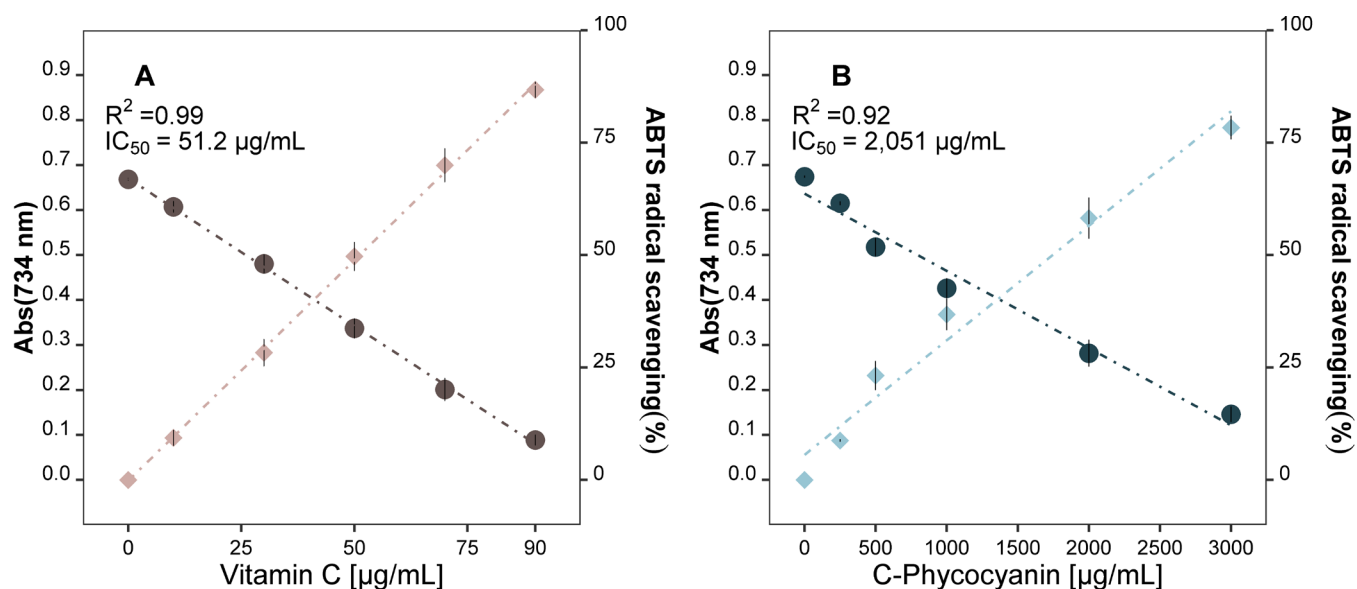 A
R² =0.99
IC₅₀ = 51.2 µg/mL
Abs(734 nm)
0.9
0.8
0.7
0.6
0.5
0.4
0.3
0.2
0.1
0.0
0 25 50 75 90
Vitamin C [µg/mL]
100
75
50
25
0
ABTS radical scavenging(%)
B
R² =0.92
IC₅₀ = 2,051 µg/mL
Abs(734 nm)
0.9
0.8
0.7
0.6
0.5
0.4
0.3
0.2
0.1
0.0
0 500 1000 1500 2000 2500 3000
C-Phycocyanin [µg/mL]
100
75
50
25
0
ABTS radical scavenging(%)